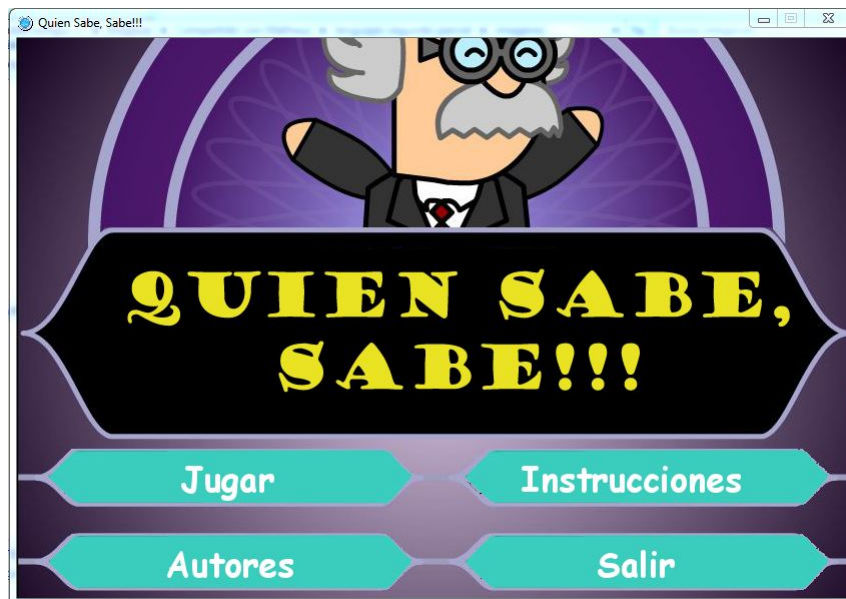 Quien Sabe, Sabe!!!
QUIEN SABE,
SABE!!!
Jugar
Instrucciones
Autores
Salir